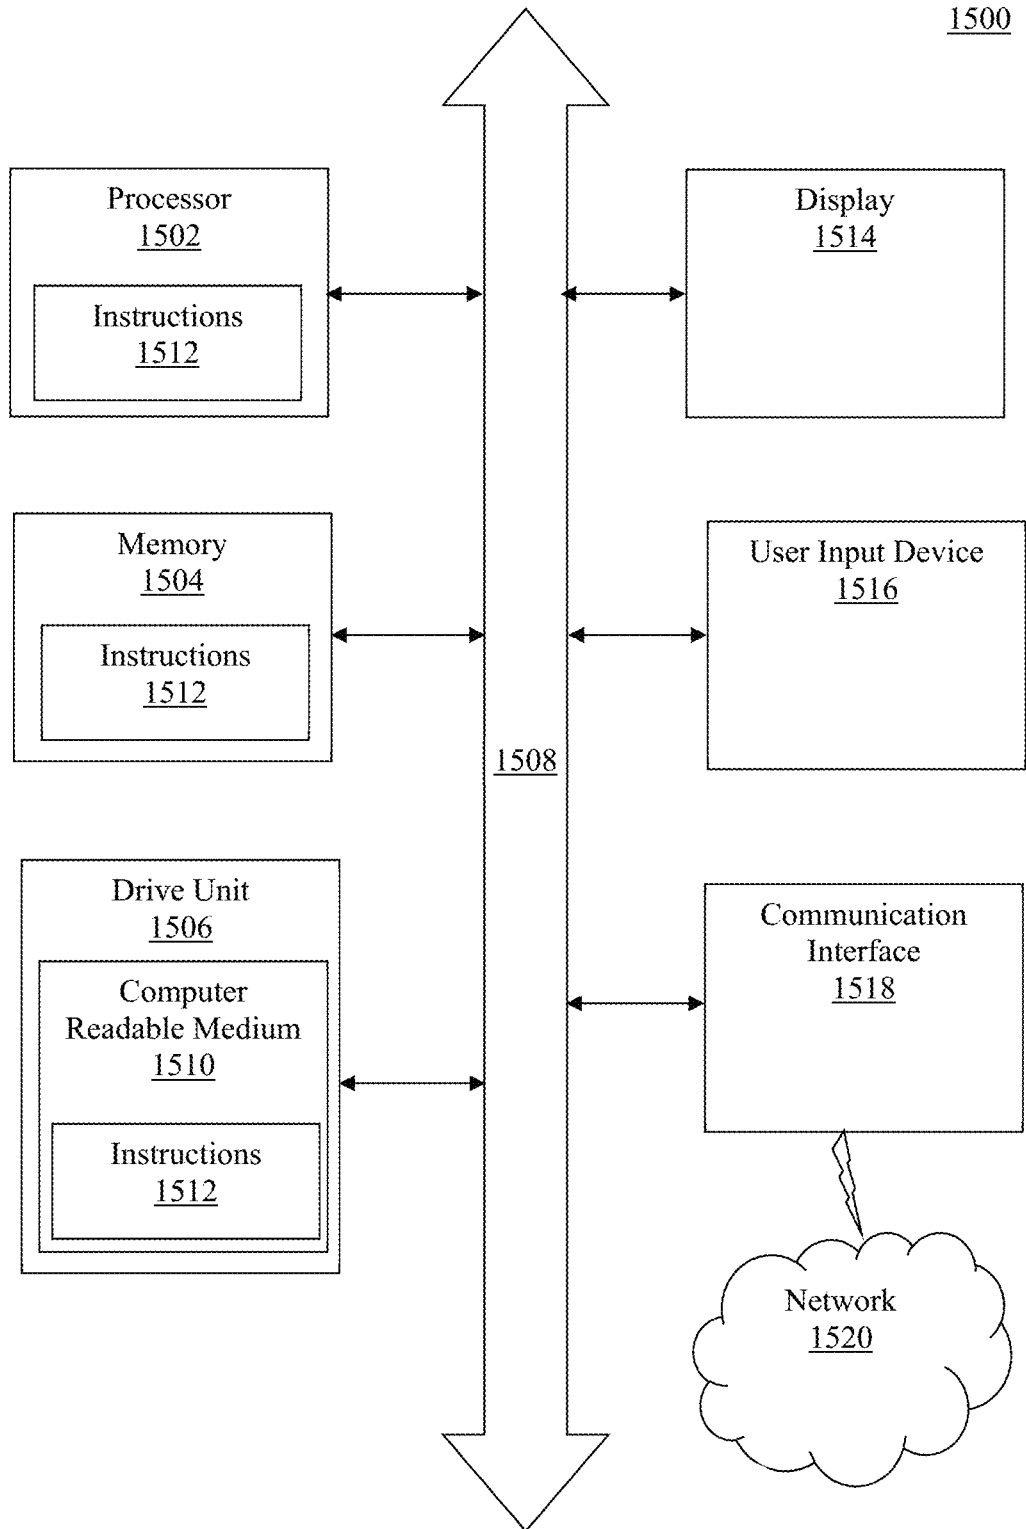 1500
Processor
1502
Instructions
1512
Display
1514
Memory
1504
Instructions
1512
User Input Device
1516
1508
Drive Unit
1506
Computer
Readable Medium
1510
Instructions
1512
Communication
Interface
1518
Network
1520